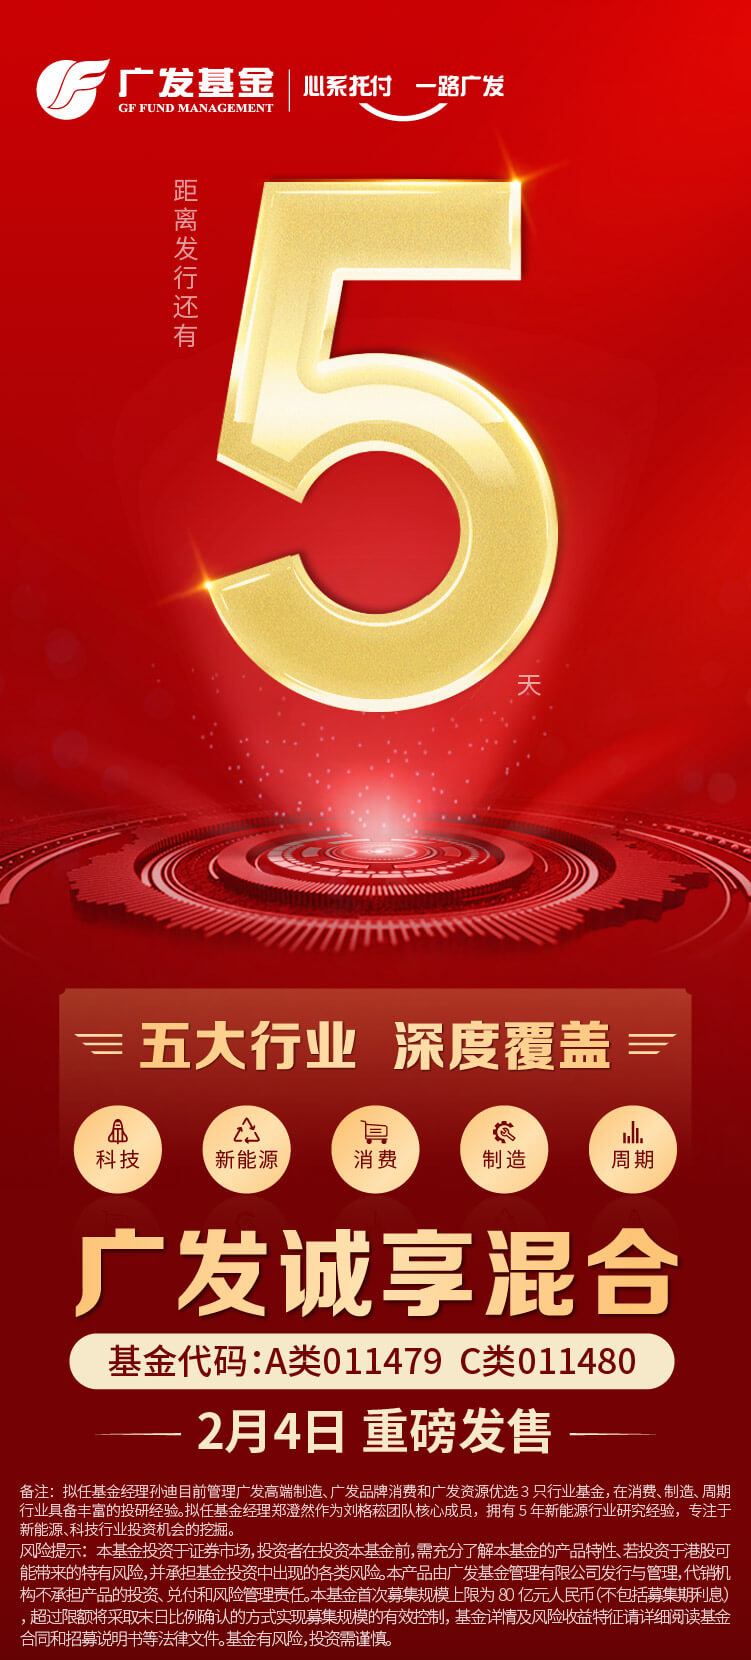 广发基金
GF FUND MANAGEMENT
心系托付 一路广发
距离发行还有
5
天
五大行业 深度覆盖
科技
新能源
消费
制造
周期
广发诚享混合
基金代码:A类011479 C类011480
2月4日 重磅发售
备注：拟任基金经理孙迪目前管理广发高端制造、广发品牌消费和广发资源优选 3 只行业基金，在消费、制造、周期
行业具备丰富的投研经验。拟任基金经理郑澄然作为刘格菘团队核心成员，拥有 5 年新能源行业研究经验，专注于
新能源、科技行业投资机会的挖掘。
风险提示：本基金投资于证券市场，投资者在投资本基金前，需充分了解本基金的产品特性、若投资于港股可
能带来的特有风险，并承担基金投资中出现的各类风险。本产品由广发基金管理有限公司发行与管理，代销机
构不承担产品的投资、兑付和风险管理责任。本基金首次募集规模上限为 80 亿元人民币（不包括募集期利息）
，超过限额将采取末日比例确认的方式实现募集规模的有效控制，基金详情及风险收益特征请详细阅读基金
合同和招募说明书等法律文件。基金有风险，投资需谨慎。